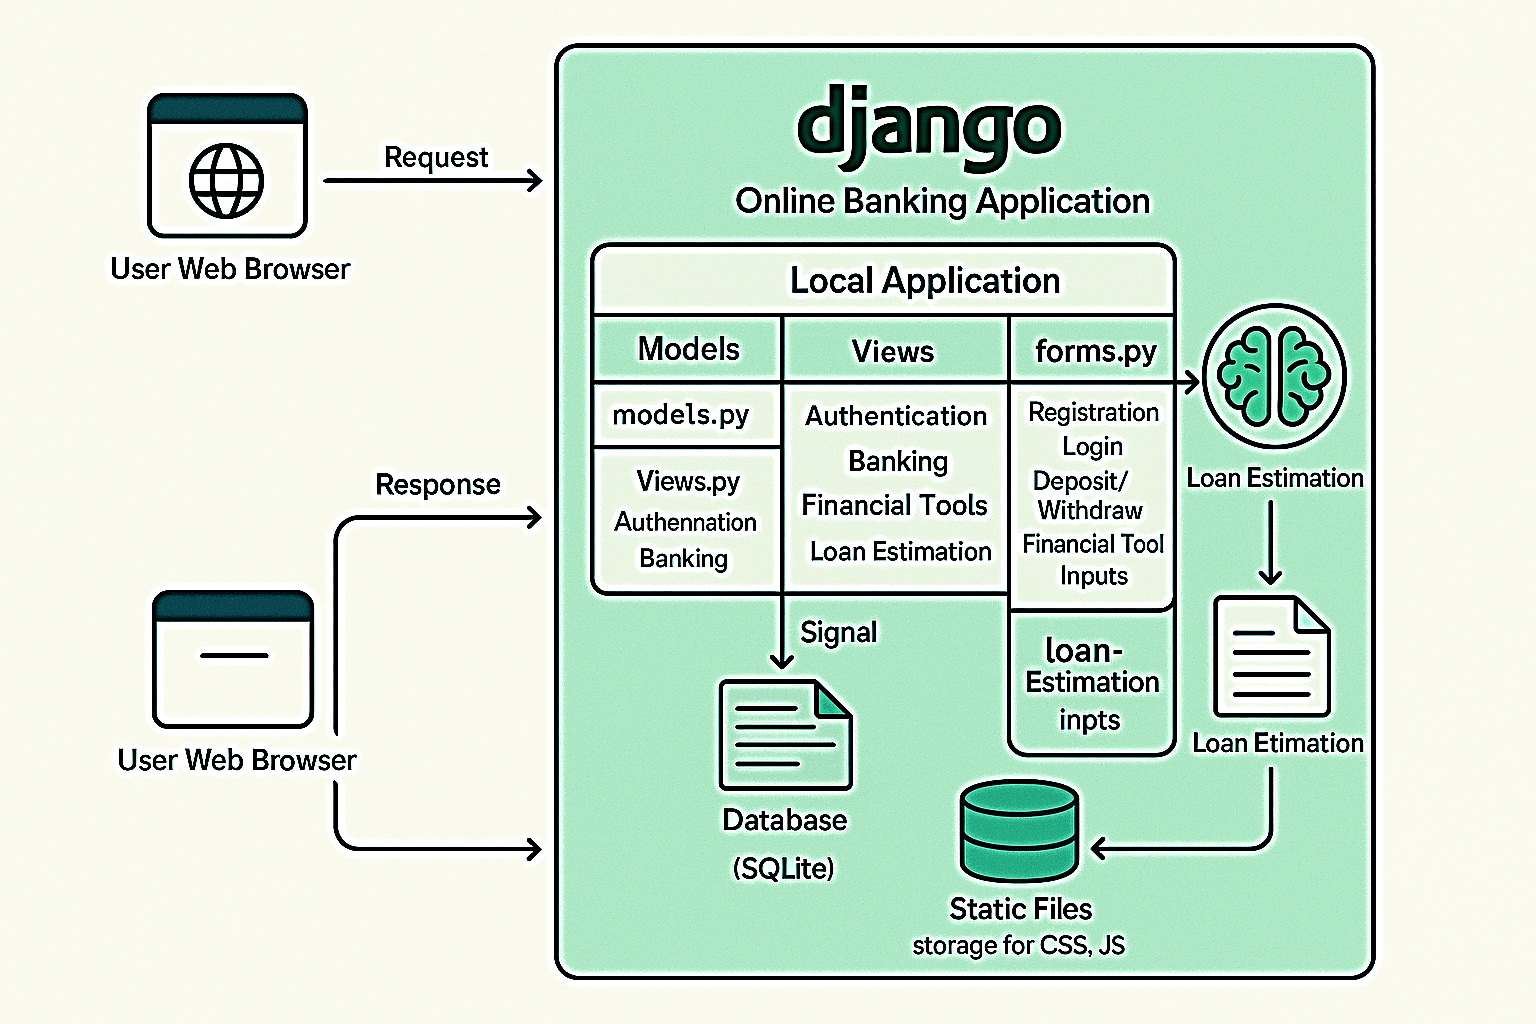 django
Online Banking Application
Request
User Web Browser
Local Application
Models
Views
forms.py
models.py
Views.py
Authennation
Banking
Authentication
Banking
Financial Tools
Loan Estimation
Registration
Login
Deposit/
Withdraw
Financial Tool
Inputs
loan-
Estimation
inpts
Loan Estimation
Response
User Web Browser
Signal
Database
(SQLite)
Loan Etimation
Static Files
storage for CSS, JS